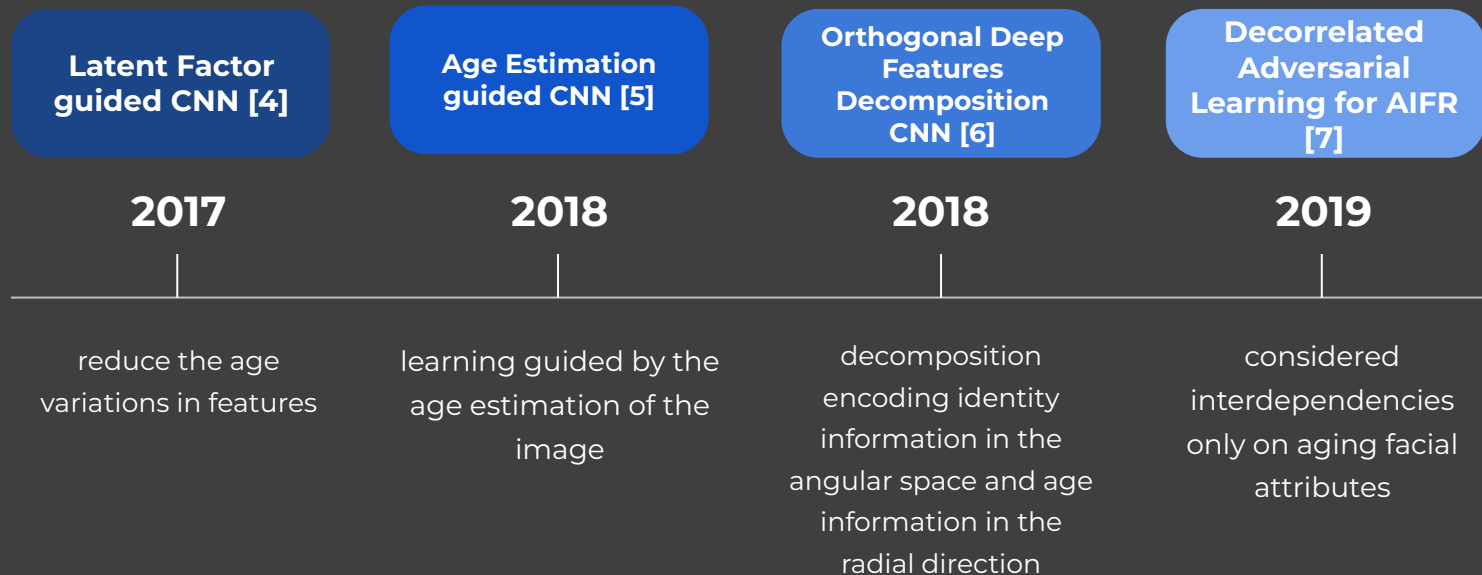 Latent Factor
guided CNN [4]
Age Estimation
guided CNN [5]
Orthogonal Deep
Features
Decomposition
CNN [6]
Decorrelated
Adversarial
Learning for AIFR
[7]
2017
2018
2018
2019
reduce the age
variations in features
learning guided by the
age estimation of the
image
decomposition
encoding identity
information in the
angular space and age
information in the
radial direction
considered
interdependencies
only on aging facial
attributes